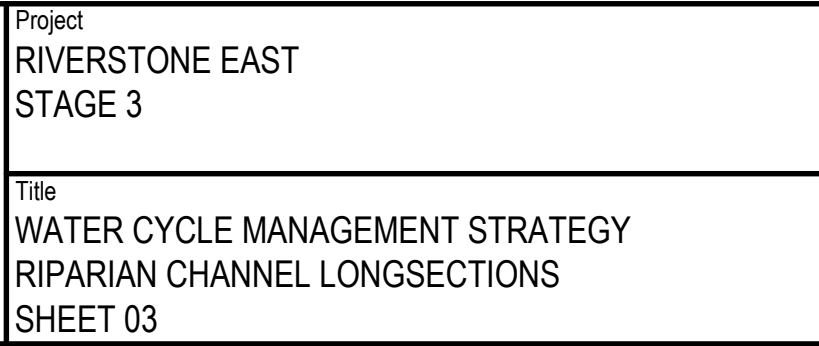 Project
RIVERSTONE EAST
STAGE 3
Title
WATER CYCLE MANAGEMENT STRATEGY
RIPARIAN CHANNEL LONGSECTIONS
SHEET 03